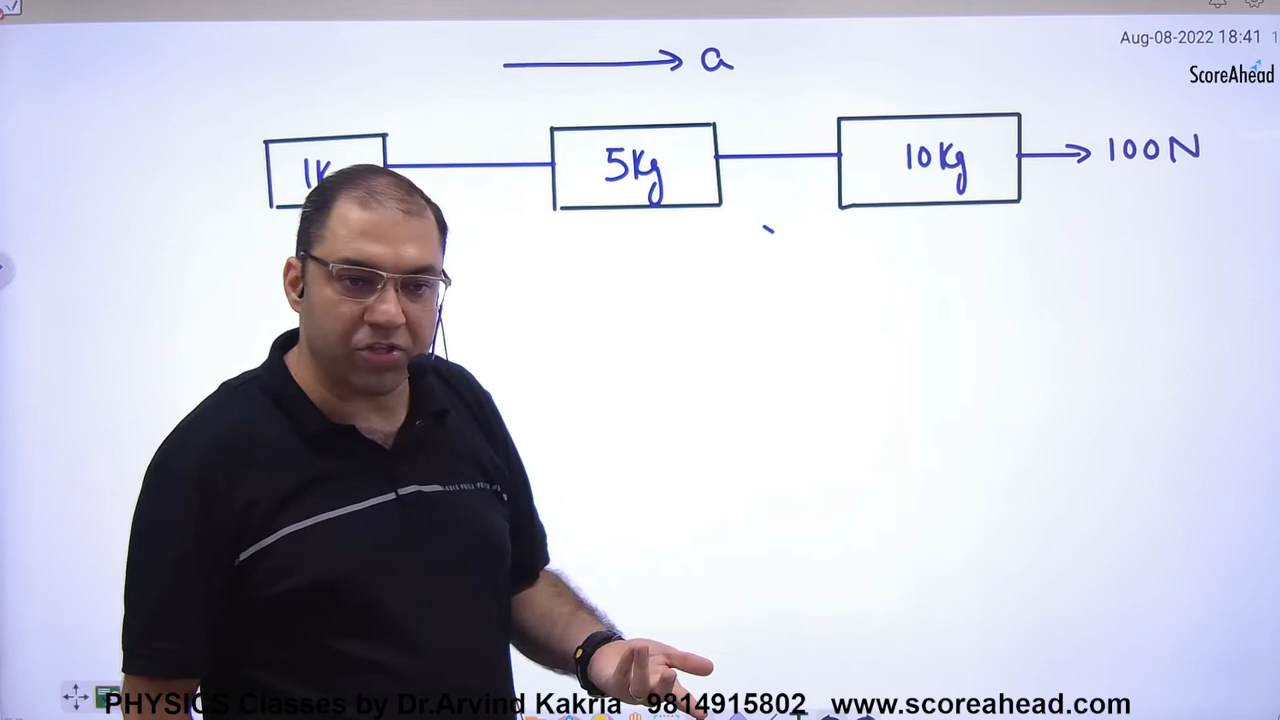 Aug-08-2022 18:41
ScoreAhead
a
5Kg
10Kg
100N
PHYSICS Classes by Dr.Arvind Kakria 9814915802 www.scoreahead.com